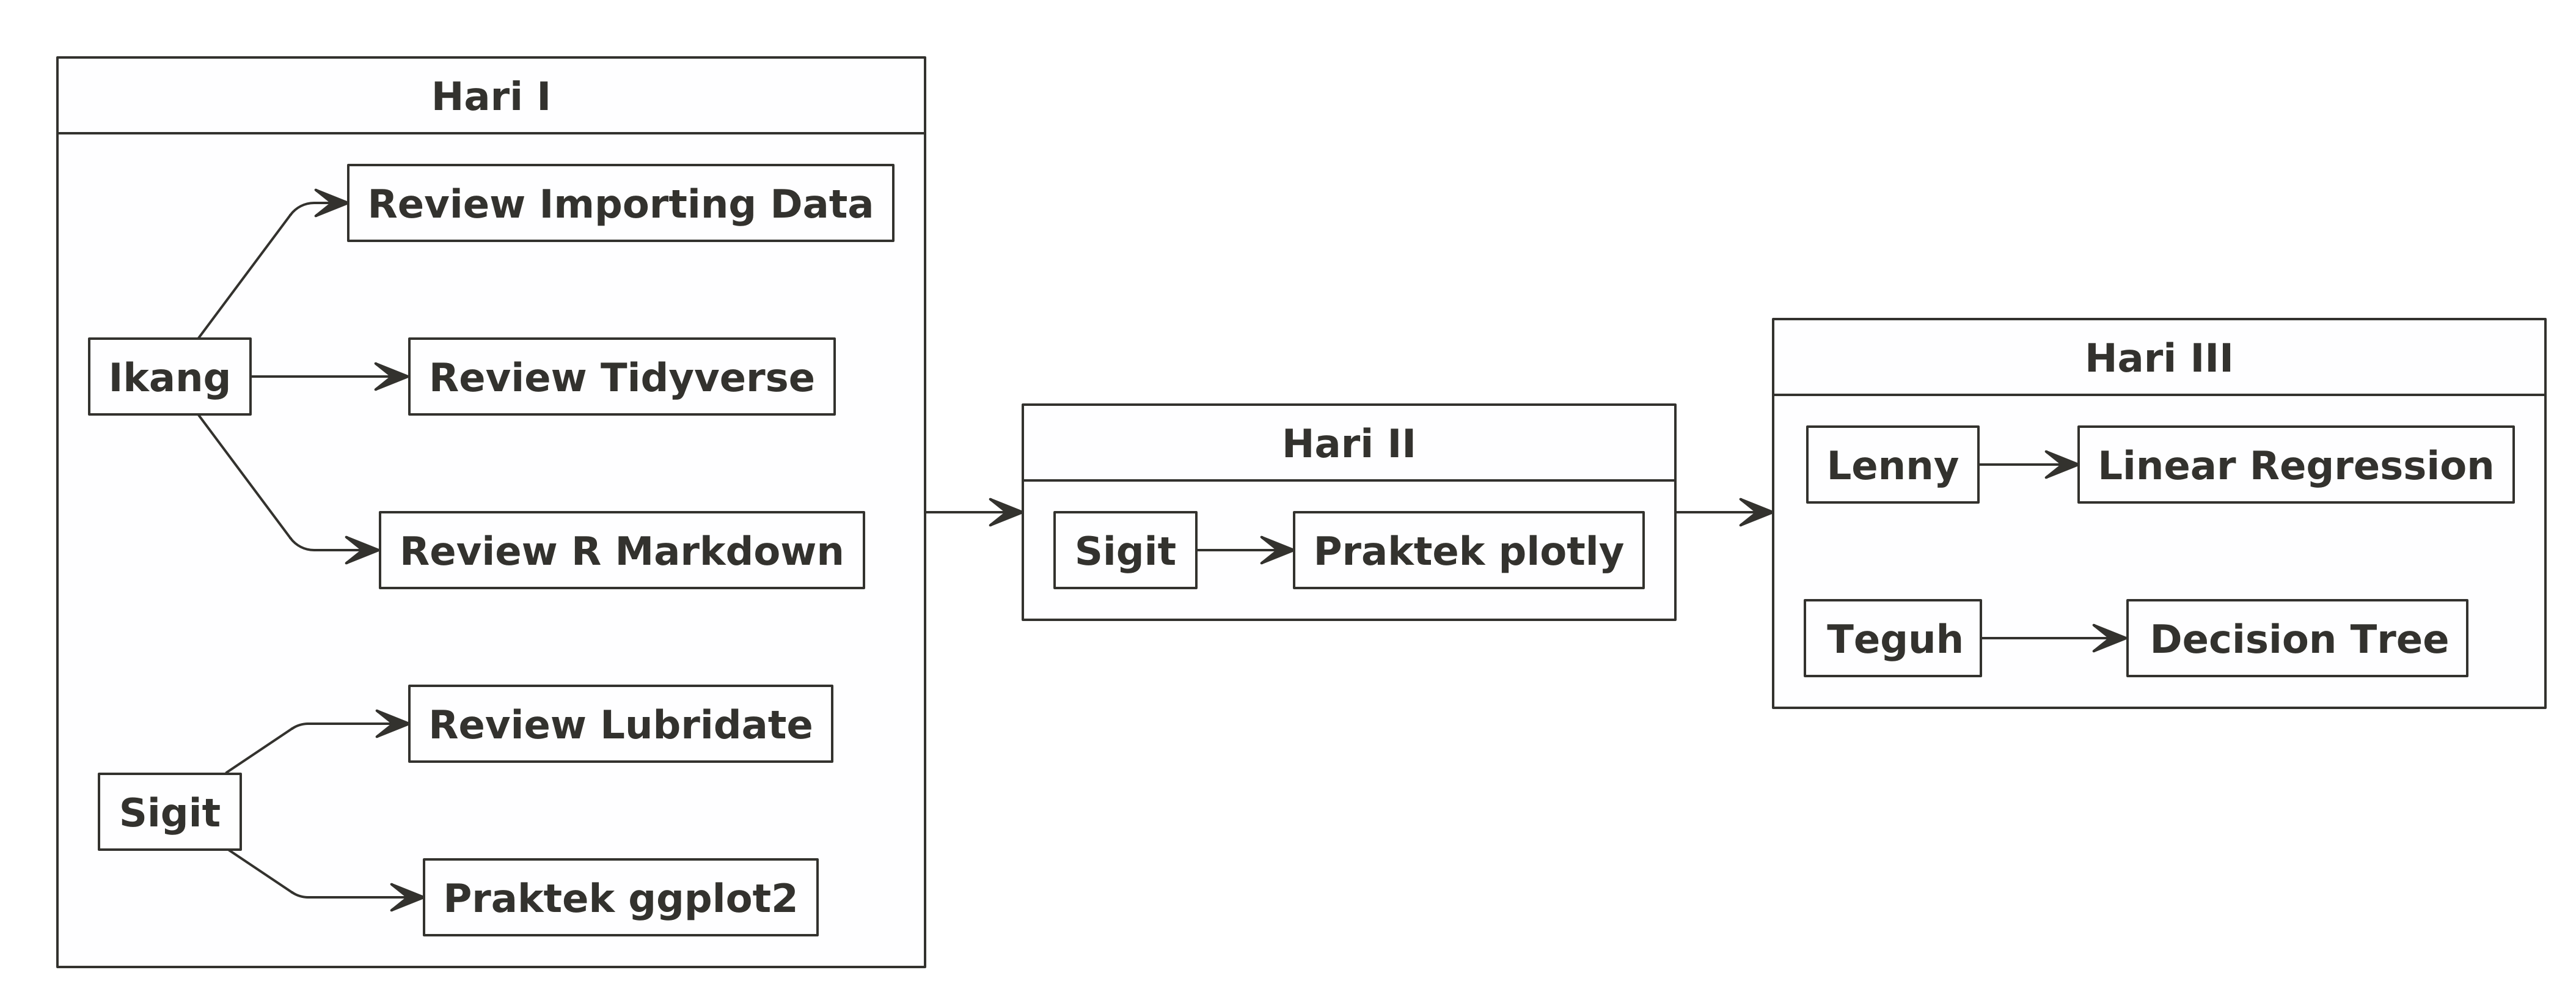 Hari I
Ikang
Review Importing Data
Review Tidyverse
Review R Markdown
Sigit
Review Lubridate
Praktek ggplot2
Hari II
Sigit
Praktek plotly
Hari III
Lenny
Linear Regression
Teguh
Decision Tree